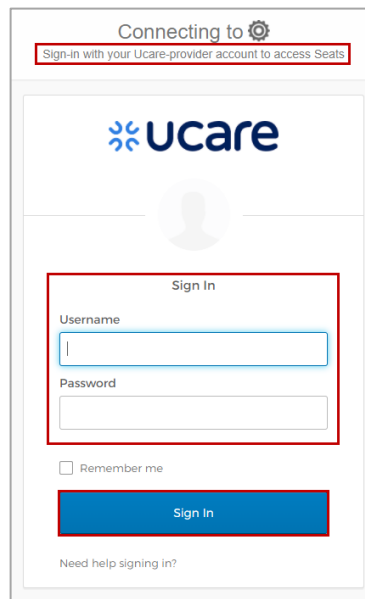 Connecting to
Sign-in with your Ucare-provider account to access Seats
ucare
Sign In
Username
Password
Remember me
Sign In
Need help signing in?